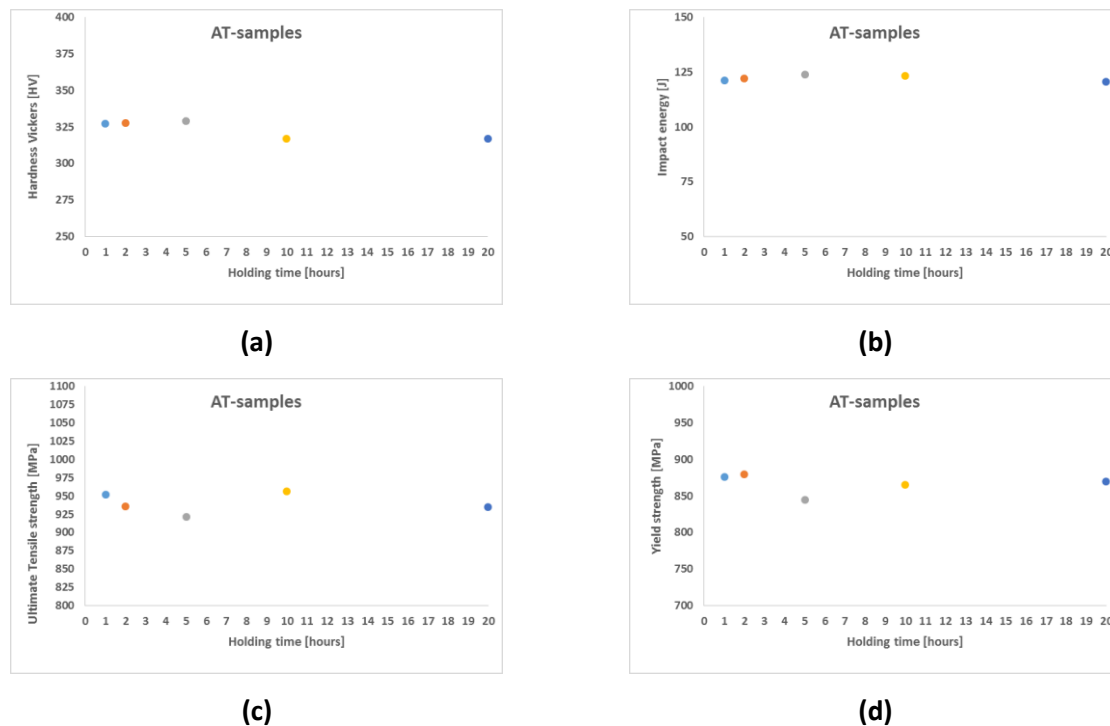 AT-samples
Hardness Vickers [HV]
400
375
350
325
300
275
250
0 1 2 3 4 5 6 7 8 9 10 11 12 13 14 15 16 17 18 19 20
Holding time [hours]
(a)
AT-samples
Impact energy [J]
150
125
100
75
50
0 1 2 3 4 5 6 7 8 9 10 11 12 13 14 15 16 17 18 19 20
Holding time [hours]
(b)
AT-samples
Ultimate Tensile strength [MPa]
1100
1075
1050
1025
1000
975
950
925
900
875
850
825
800
0 1 2 3 4 5 6 7 8 9 10 11 12 13 14 15 16 17 18 19 20
Holding time [hours]
(c)
AT-samples
Yield strength [MPa]
1000
950
900
850
800
750
700
0 1 2 3 4 5 6 7 8 9 10 11 12 13 14 15 16 17 18 19 20
Holding time [hours]
(d)